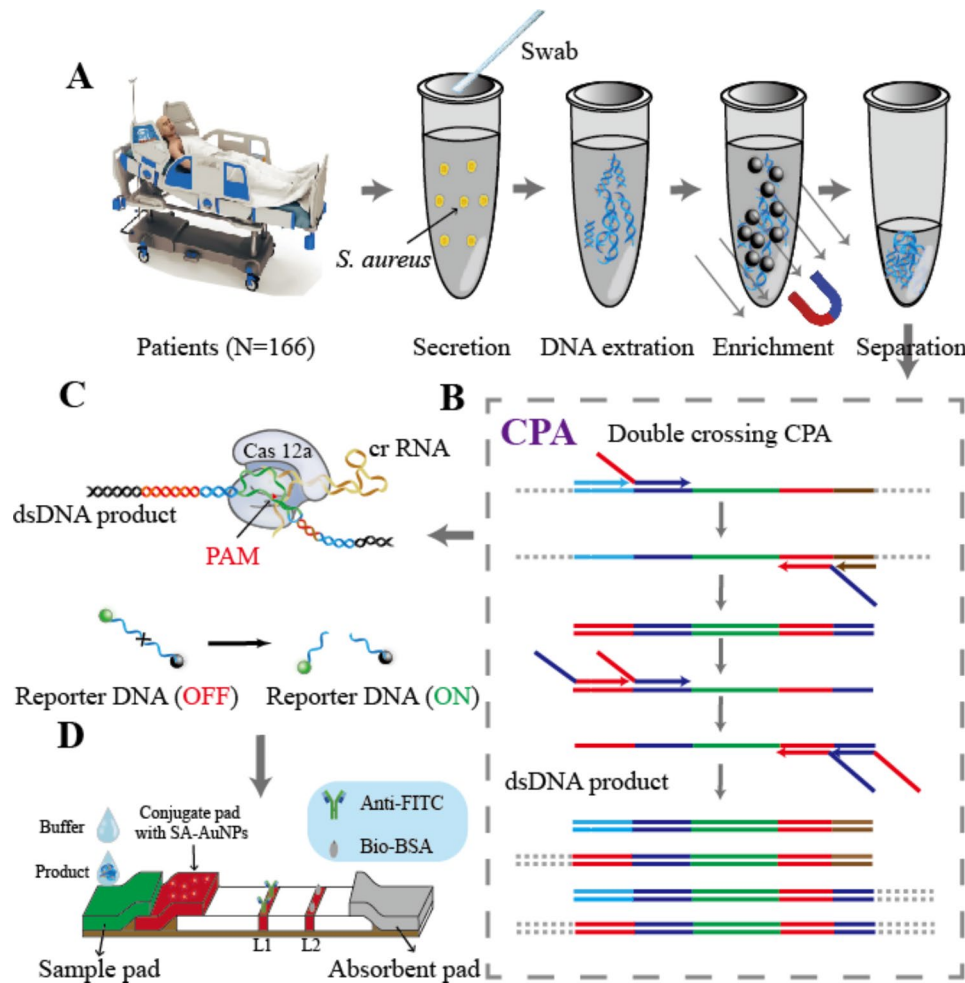 A
Swab
S. aureus
Patients (N=166)
Secretion
DNA extration
Enrichment
Separation
B
CPA
Double crossing CPA
dsDNA product
C
Cas 12a
cr RNA
dsDNA product
PAM
Reporter DNA (OFF)
Reporter DNA (ON)
D
Buffer
Product
Conjugate pad
with SA-AuNPs
Anti-FITC
Bio-BSA
L1
L2
Sample pad
Absorbent pad